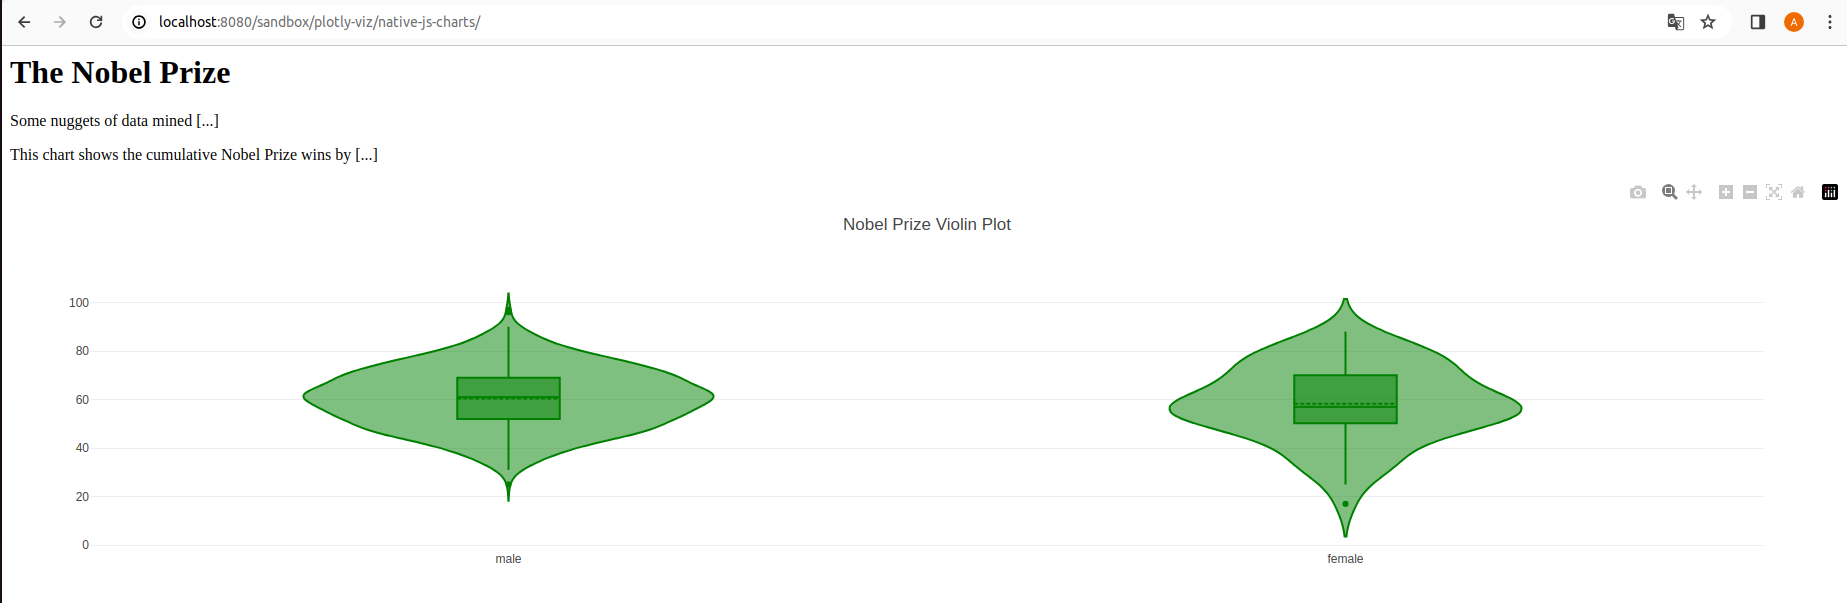 localhost:8080/sandbox/plotly-viz/native-js-charts/
A
The Nobel Prize
Some nuggets of data mined [...]
This chart shows the cumulative Nobel Prize wins by [...]
Nobel Prize Violin Plot
100
80
60
40
20
0
male
female